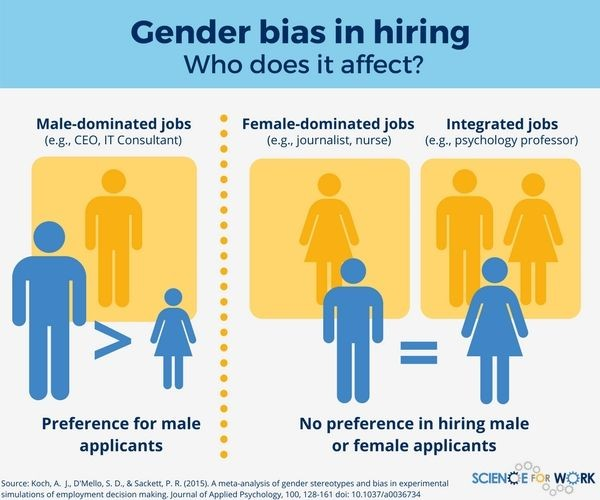 Gender bias in hiring
Who does it affect?
Male-dominated jobs
(e.g., CEO, IT Consultant)
Female-dominated jobs
(e.g., journalist, nurse)
Integrated jobs
(e.g., psychology professor)
>
=
Preference for male
applicants
No preference in hiring male
or female applicants
Source: Koch, A. J., D'Mello, S. D., & Sackett, P. R. (2015). A meta-analysis of gender stereotypes and bias in experimental
simulations of employment decision making. Journal of Applied Psychology, 100, 128-161 doi: 10.1037/a0036734
SCIENCE FOR WORK